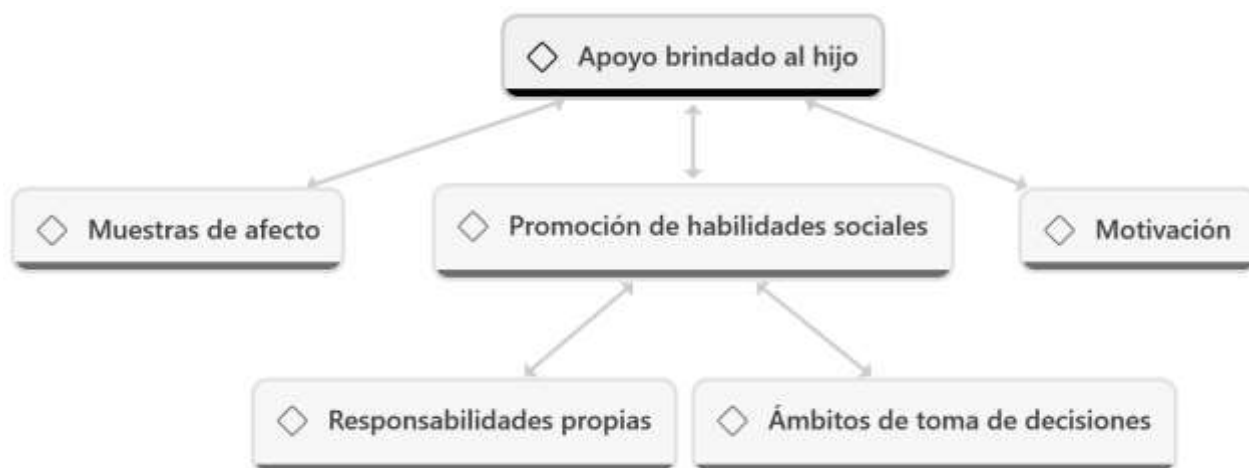 Apoyo brindado al hijo
Muestras de afecto
Promoción de habilidades sociales
Motivación
Responsabilidades propias
Ámbitos de toma de decisiones